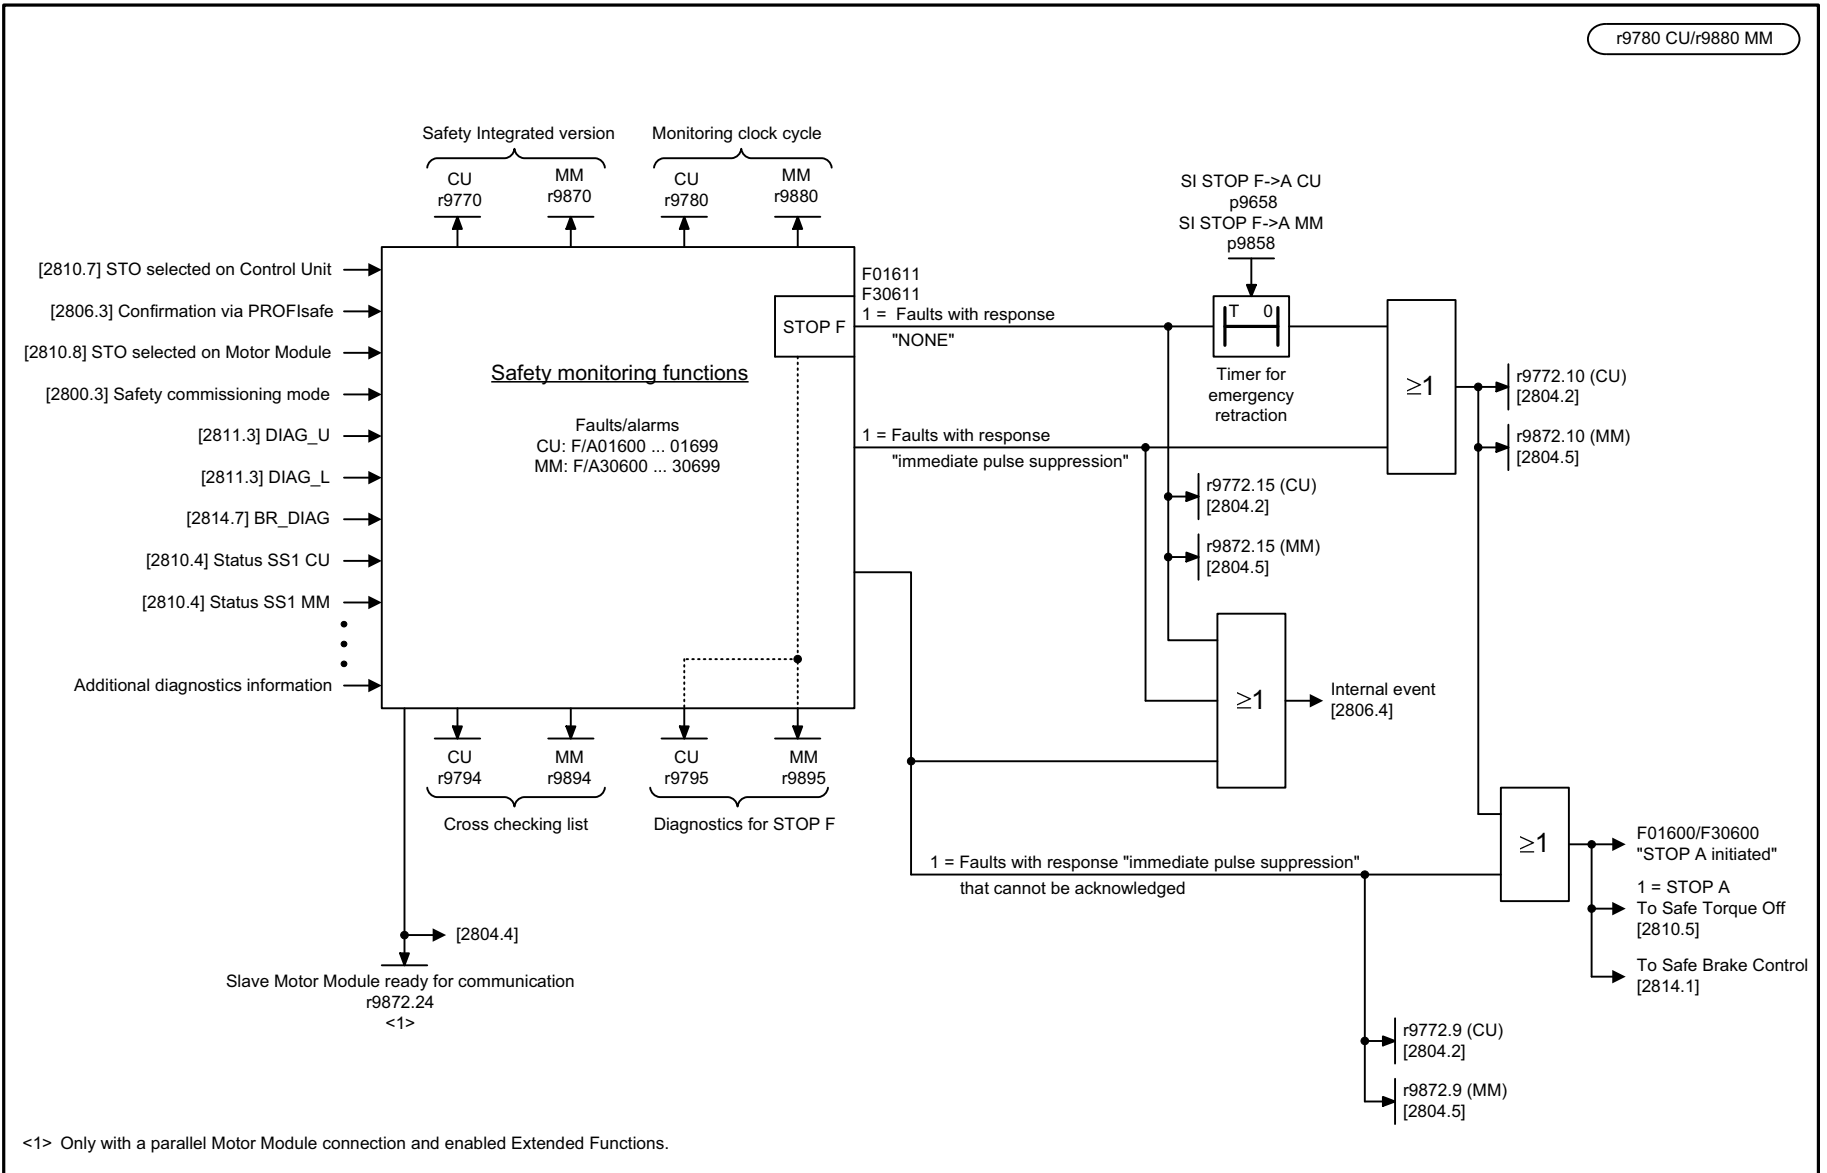 r9780 CU/r9880 MM
Safety Integrated version
Monitoring clock cycle
CU
r9770
MM
r9870
CU
r9780
MM
r9880
SI STOP F->A CU
p9658
SI STOP F->A MM
p9858
[2810.7] STO selected on Control Unit
[2806.3] Confirmation via PROFIsafe
[2810.8] STO selected on Motor Module
[2800.3] Safety commissioning mode
[2811.3] DIAG_U
[2811.3] DIAG_L
[2814.7] BR_DIAG
[2810.4] Status SS1 CU
[2810.4] Status SS1 MM
Additional diagnostics information
Safety monitoring functions
Faults/alarms
CU: F/A01600 ... 01699
MM: F/A30600 ... 30699
STOP F
F01611
F30611
1 = Faults with response
"NONE"
T 0
Timer for
emergency
retraction
1 = Faults with response
"immediate pulse suppression"
≥1
r9772.10 (CU)
[2804.2]
r9872.10 (MM)
[2804.5]
r9772.15 (CU)
[2804.2]
r9872.15 (MM)
[2804.5]
≥1
Internal event
[2806.4]
CU
r9794
MM
r9894
CU
r9795
MM
r9895
Cross checking list
Diagnostics for STOP F
1 = Faults with response "immediate pulse suppression"
that cannot be acknowledged
≥1
F01600/F30600
"STOP A initiated"
1 = STOP A
To Safe Torque Off
[2810.5]
To Safe Brake Control
[2814.1]
[2804.4]
Slave Motor Module ready for communication
r9872.24
<1>
r9772.9 (CU)
[2804.2]
r9872.9 (MM)
[2804.5]
<1> Only with a parallel Motor Module connection and enabled Extended Functions.